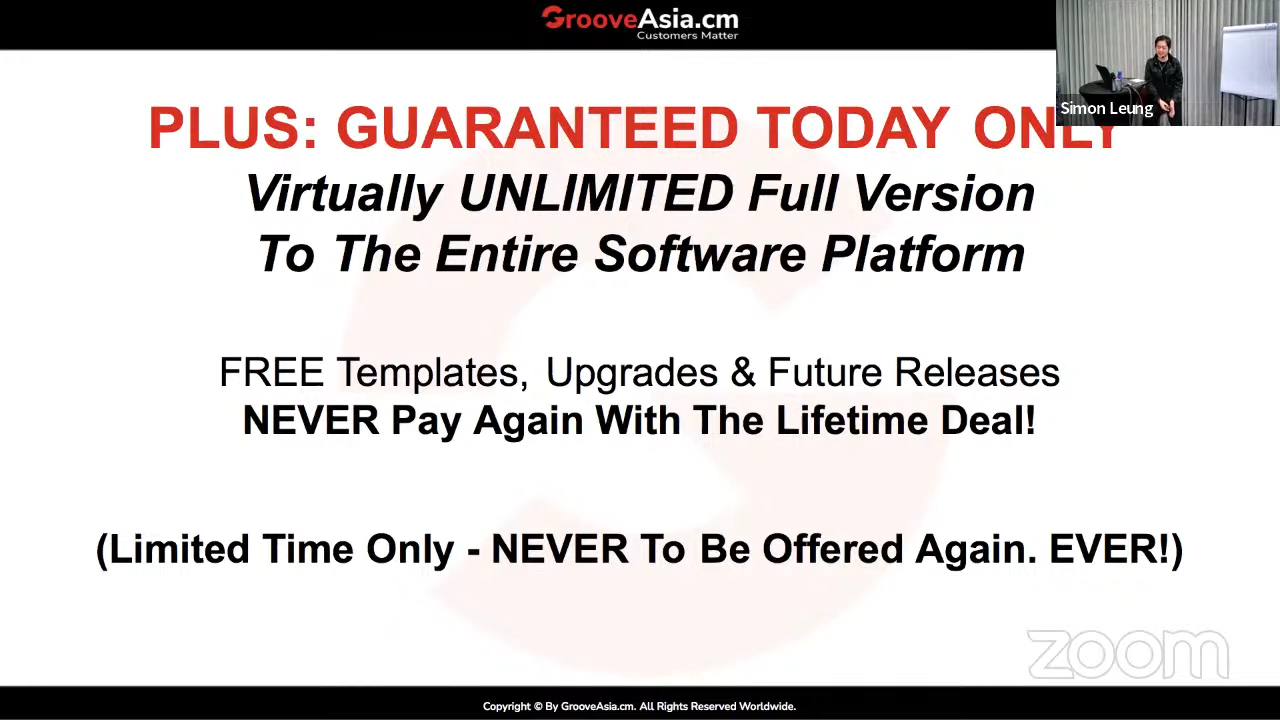 GrooveAsia.cm
Customers Matter
Simon Leung
PLUS: GUARANTEED TODAY ONLY
Virtually UNLIMITED Full Version
To The Entire Software Platform
FREE Templates, Upgrades & Future Releases
NEVER Pay Again With The Lifetime Deal!
(Limited Time Only - NEVER To Be Offered Again. EVER!)
zoom
Copyright © By GrooveAsia.cm. All Rights Reserved Worldwide.